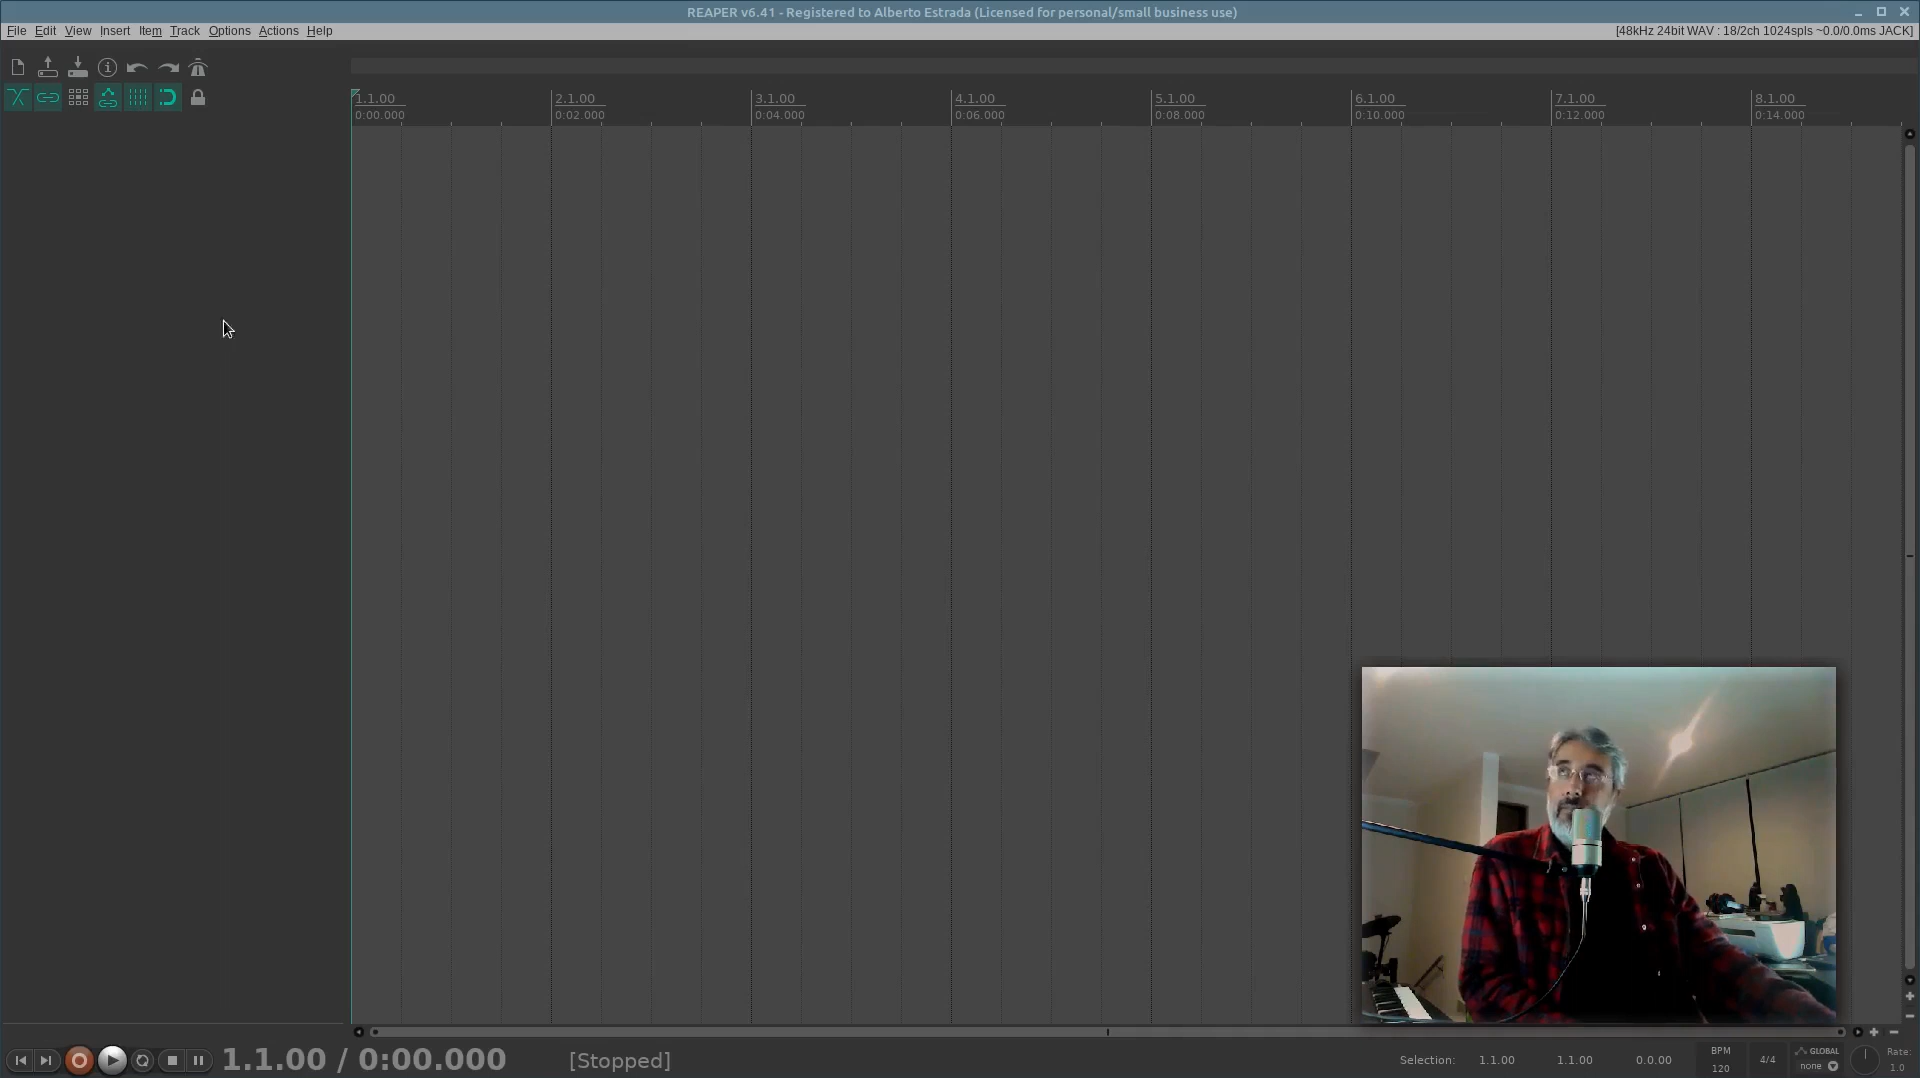 REAPER v6.41 - Registered to Alberto Estrada (Licensed for personal/small business use)
File Edit View Insert Item Track Options Actions Help
[48kHz 24bit WAV : 18/2ch 1024spls ~0.0/0.0ms JACK]
1.1.00 2.1.00 3.1.00 4.1.00 5.1.00 6.1.00 7.1.00 8.1.00
0:00.000 0:02.000 0:04.000 0:06.000 0:08.000 0:10.000 0:12.000 0:14.000
1.1.00 / 0:00.000 [Stopped]
Selection: 1.1.00 1.1.00 0.0.00
BPM
120
4/4
GLOBAL
none
Rate:
1.0